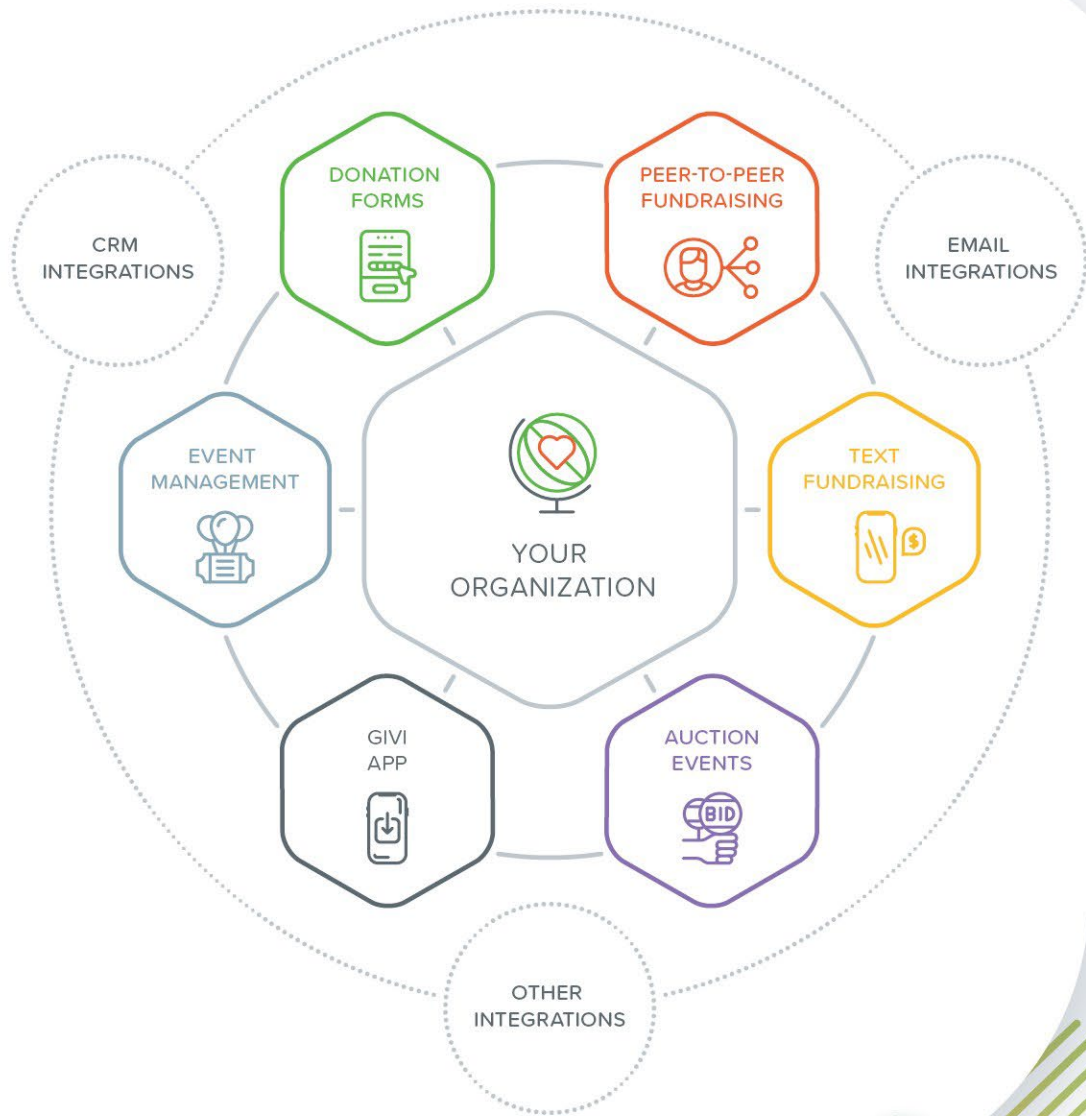 DONATION
FORMS
PEER-TO-PEER
FUNDRAISING
CRM
INTEGRATIONS
EMAIL
INTEGRATIONS
EVENT
MANAGEMENT
TEXT
FUNDRAISING
$
YOUR
ORGANIZATION
GIVI
APP
AUCTION
EVENTS
BID
OTHER
INTEGRATIONS